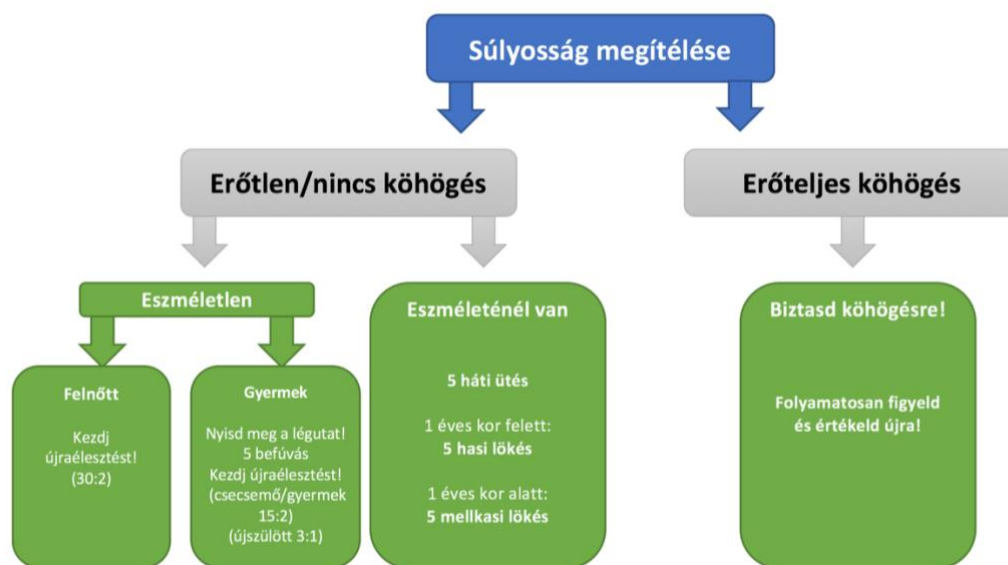 Súlyosság megítélése
Erőtlen/nincs köhögés
Erőteljes köhögés
Eszméletlen
Felnőtt
Kezdj
újraélesztést!
(30:2)
Gyermek
Nyisd meg a légutat!
5 befúvás
Kezdj újraélesztést!
(csecsemő/gyermek
15:2)
(újszülött 3:1)
Eszméleténél van
5 háti ütés
1 éves kor felett:
5 hasi lökés
1 éves kor alatt:
5 mellkasi lökés
Biztasd köhögésre!
Folyamatosan figyeld
és értékeld újra!